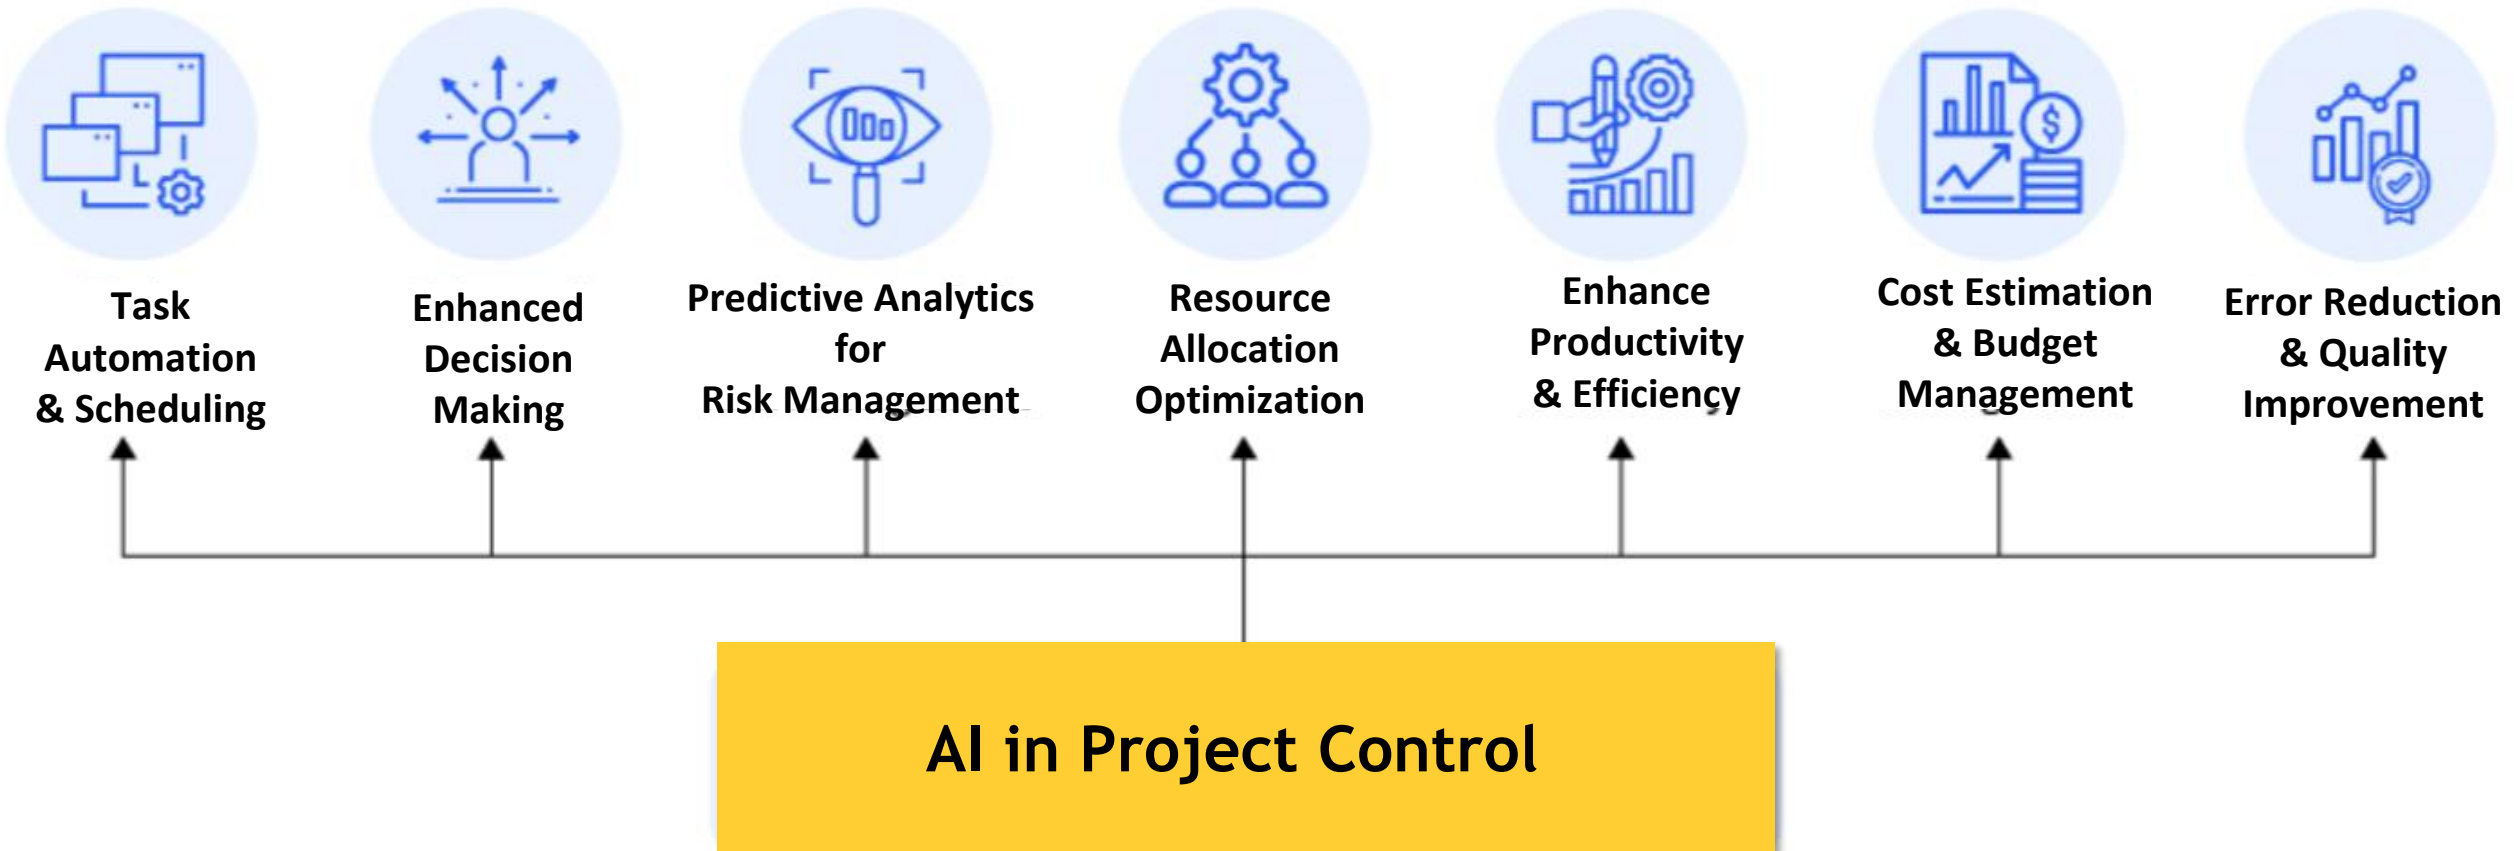 Task
Automation
& Scheduling
Enhanced
Decision
Making
Predictive Analytics
for
Risk Management
Resource
Allocation
Optimization
Enhance
Productivity
& Efficiency
Cost Estimation
& Budget
Management
Error Reduction
& Quality
Improvement
$
AI in Project Control